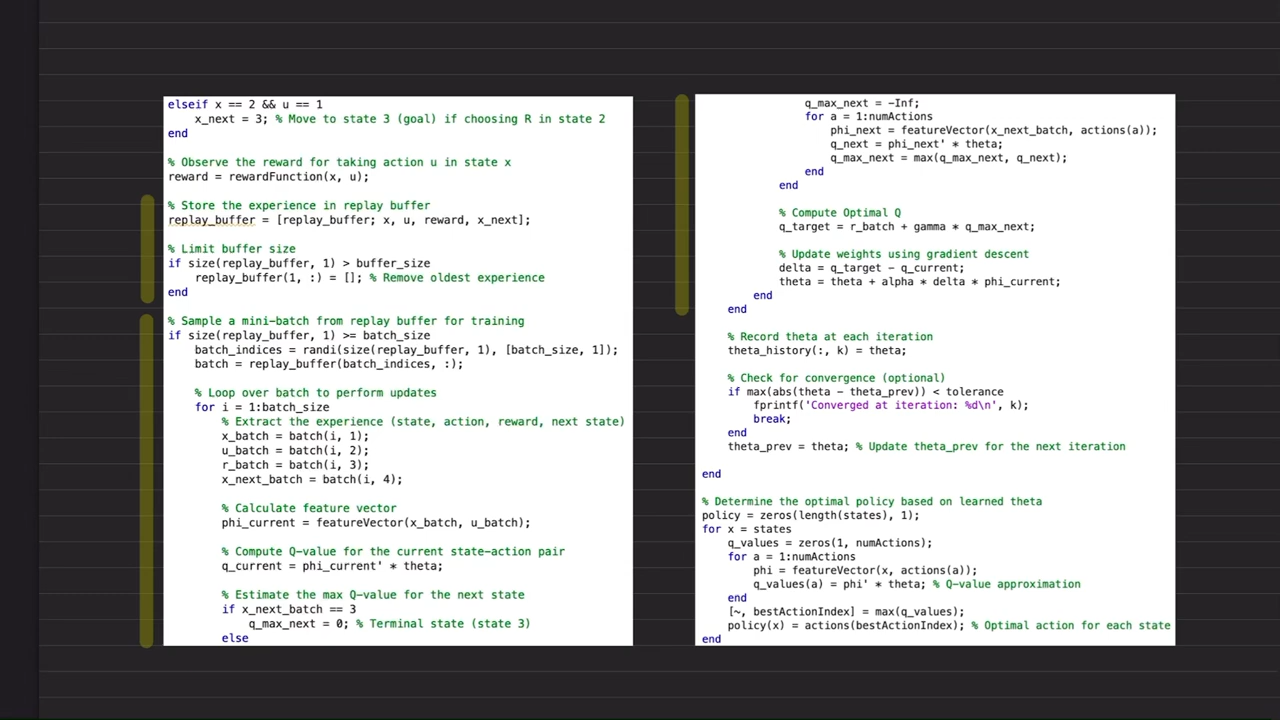 elseif x == 2 && u == 1
x_next = 3; % Move to state 3 (goal) if choosing R in state 2
end
% Observe the reward for taking action u in state x
reward = rewardFunction(x, u);
% Store the experience in replay buffer
replay_buffer = [replay_buffer; x, u, reward, x_next];
% Limit buffer size
if size(replay_buffer, 1) > buffer_size
replay_buffer(1, :) = []; % Remove oldest experience
end
% Sample a mini-batch from replay buffer for training
if size(replay_buffer, 1) >= batch_size
batch_indices = randi(size(replay_buffer, 1), [batch_size, 1]);
batch = replay_buffer(batch_indices, :);
% Loop over batch to perform updates
for i = 1:batch_size
% Extract the experience (state, action, reward, next state)
x_batch = batch(i, 1);
u_batch = batch(i, 2);
r_batch = batch(i, 3);
x_next_batch = batch(i, 4);
% Calculate feature vector
phi_current = featureVector(x_batch, u_batch);
% Compute Q-value for the current state-action pair
q_current = phi_current' * theta;
% Estimate the max Q-value for the next state
if x_next_batch == 3
q_max_next = 0; % Terminal state (state 3)
else
q_max_next = -Inf;
for a = 1:numActions
phi_next = featureVector(x_next_batch, actions(a));
q_next = phi_next' * theta;
q_max_next = max(q_max_next, q_next);
end
end
% Compute Optimal Q
q_target = r_batch + gamma * q_max_next;
% Update weights using gradient descent
delta = q_target - q_current;
theta = theta + alpha * delta * phi_current;
end
end
% Record theta at each iteration
theta_history(:, k) = theta;
% Check for convergence (optional)
if max(abs(theta - theta_prev)) < tolerance
fprintf('Converged at iteration: %d\n', k);
break;
end
theta_prev = theta; % Update theta_prev for the next iteration
end
% Determine the optimal policy based on learned theta
policy = zeros(length(states), 1);
for x = states
q_values = zeros(1, numActions);
for a = 1:numActions
phi = featureVector(x, actions(a));
q_values(a) = phi' * theta; % Q-value approximation
end
[~, bestActionIndex] = max(q_values);
policy(x) = actions(bestActionIndex); % Optimal action for each state
end